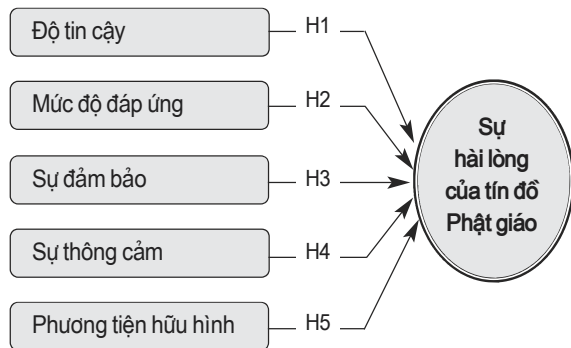 Độ tin cậy H1
Mức độ đáp ứng H2
Sự đảm bảo H3
Sự thông cảm H4
Phương tiện hữu hình H5
Sự
hài lòng
của tín đồ
Phật giáo